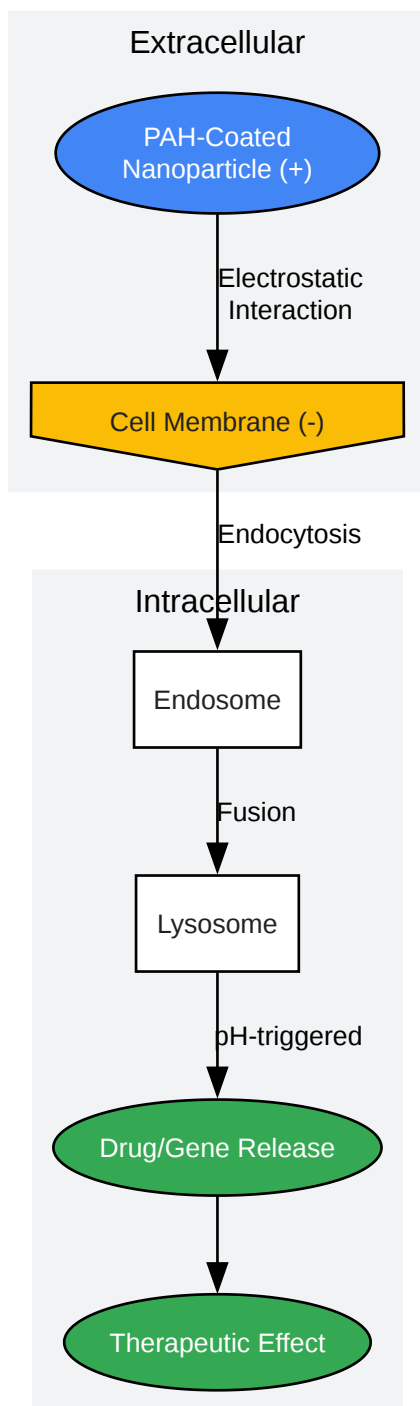 Extracellular
PAH-Coated
Nanoparticle (+)
Electrostatic
Interaction
Cell Membrane (-)
Endocytosis
Intracellular
Endosome
Fusion
Lysosome
pH-triggered
Drug/Gene Release
Therapeutic Effect